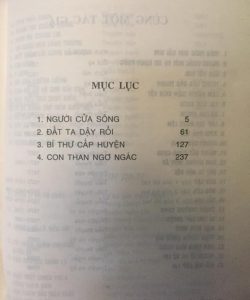 MỤC LỤC
1. NGƯỜI CỬA SÔNG 5
2. ĐẤT TA DẬY RỒI 61
3. BÍ THƯ CẤP HUYỆN 127
4. CON THAN NGƠ NGÁC 237